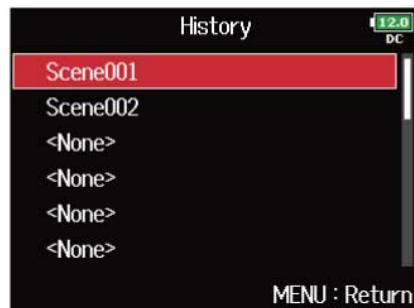 History
12.0
DC
Scene001
Scene002
<None>
<None>
<None>
<None>
MENU : Return